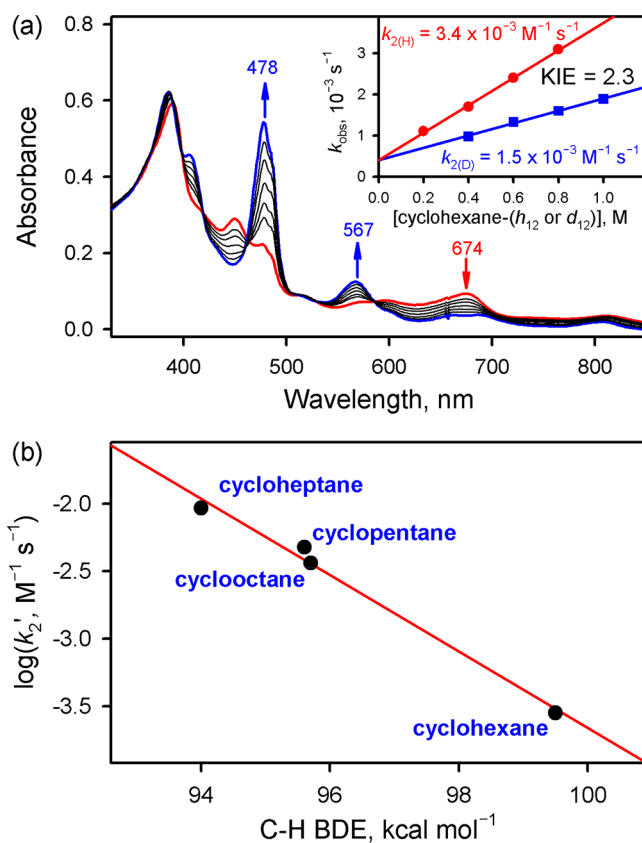 (a)
k2(H) = 3.4 x 10−3 M−1 s−1
KIE = 2.3
k2(D) = 1.5 x 10−3 M−1 s−1
kobs, 10−3 s−1
3
2
1
0
0.0 0.2 0.4 0.6 0.8 1.0
[cyclohexane-(h12 or d12)], M
478
567
674
Absorbance
0.8
0.6
0.4
0.2
0.0
400 500 600 700 800
Wavelength, nm
(b)
cycloheptane
cyclopentane
cyclooctane
cyclohexane
log(k2', M−1 s−1)
-2.0
-2.5
-3.0
-3.5
94 96 98 100
C-H BDE, kcal mol−1